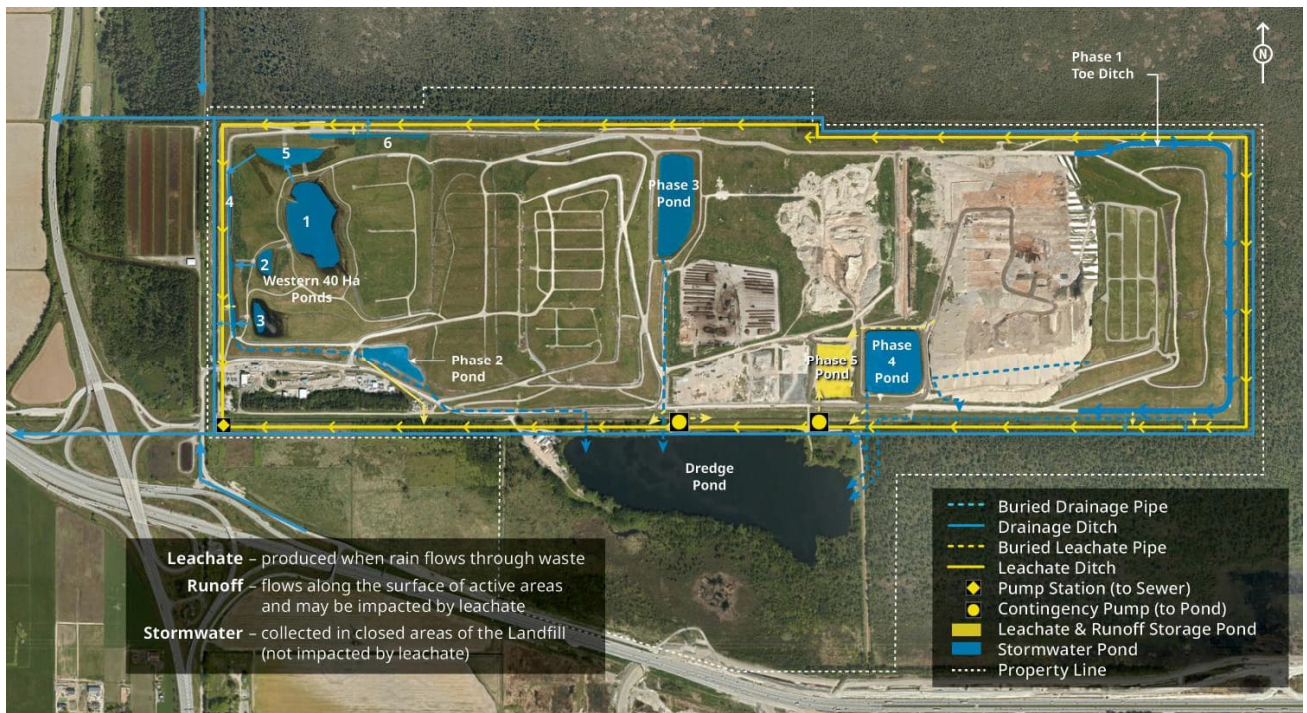 Phase 1
Toe Ditch
N
6
5
Phase 3
Pond
4
1
2
Western 40 Ha
Ponds
3
Phase 2
Pond
Phase 5
Pond
Phase
4
Pond
Dredge
Pond
Leachate – produced when rain flows through waste
Runoff – flows along the surface of active areas
and may be impacted by leachate
Stormwater – collected in closed areas of the Landfill
(not impacted by leachate)
Buried Drainage Pipe
Drainage Ditch
Buried Leachate Pipe
Leachate Ditch
Pump Station (to Sewer)
Contingency Pump (to Pond)
Leachate & Runoff Storage Pond
Stormwater Pond
Property Line